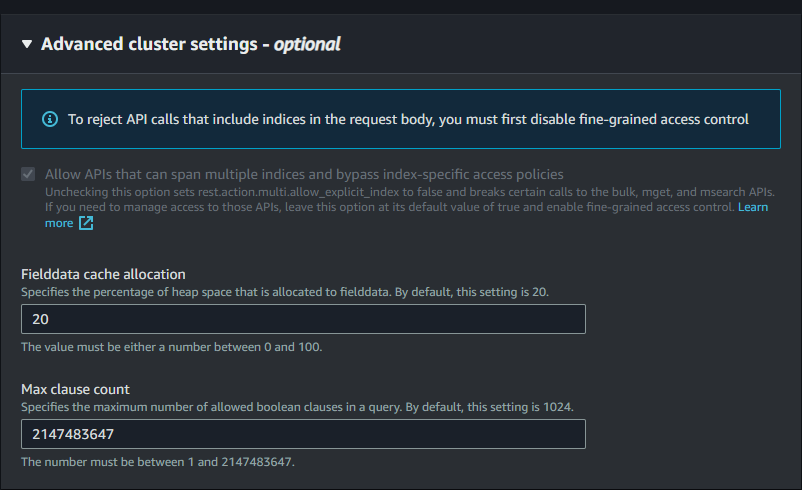 Advanced cluster settings - optional
To reject API calls that include indices in the request body, you must first disable fine-grained access control
Allow APIs that can span multiple indices and bypass index-specific access policies
Unchecking this option sets rest.action.multi.allow_explicit_index to false and breaks certain calls to the bulk, mget, and msearch APIs.
If you need to manage access to those APIs, leave this option at its default value of true and enable fine-grained access control. Learn
more
Fielddata cache allocation
Specifies the percentage of heap space that is allocated to fielddata. By default, this setting is 20.
20
The value must be either a number between 0 and 100.
Max clause count
Specifies the maximum number of allowed boolean clauses in a query. By default, this setting is 1024.
2147483647
The number must be between 1 and 2147483647.